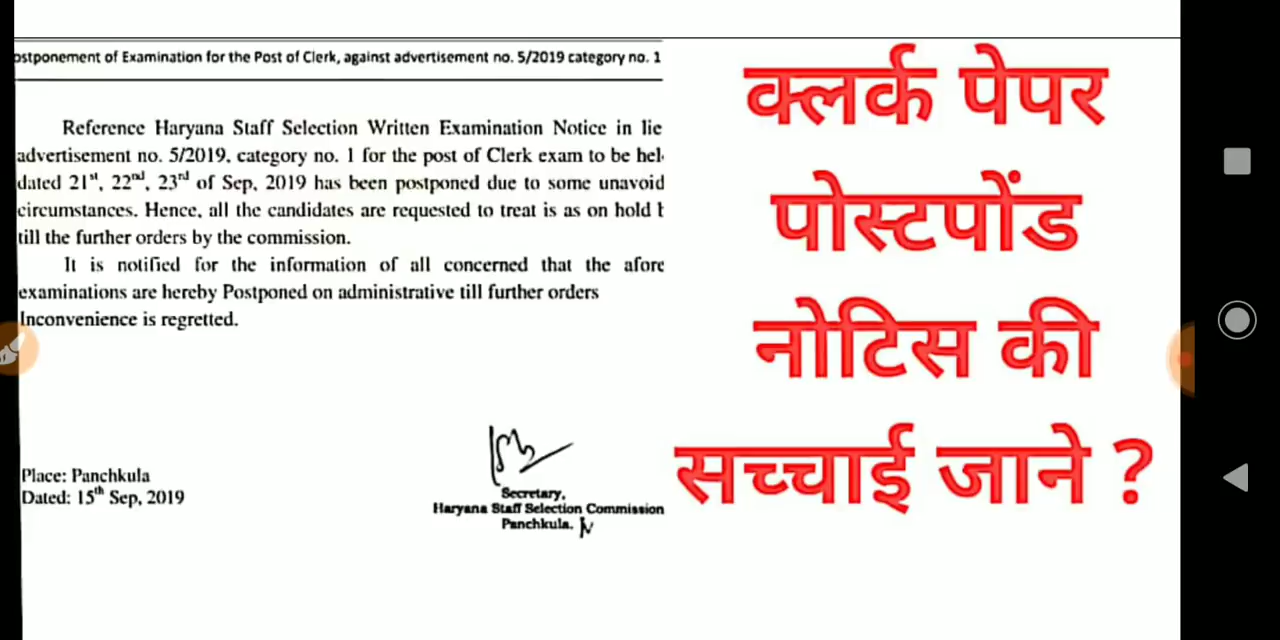 ostponement of Examination for the Post of Clerk, against advertisement no. 5/2019 category no. 1
Reference Haryana Staff Selection Written Examination Notice in lie
advertisement no. 5/2019, category no. 1 for the post of Clerk exam to be hel
dated 21st, 22nd, 23rd of Sep, 2019 has been postponed due to some unavoid
circumstances. Hence, all the candidates are requested to treat is as on hold
till the further orders by the commission.
It is notified for the information of all concerned that the afore
examinations are hereby Postponed on administrative till further orders
Inconvenience is regretted.
Place: Panchkula
Dated: 15th Sep, 2019
Secretary,
Haryana Staff Selection Commission
Panchkula.
क्लर्क पेपर
पोस्टपोंड
नोटिस की
सच्चाई जाने ?